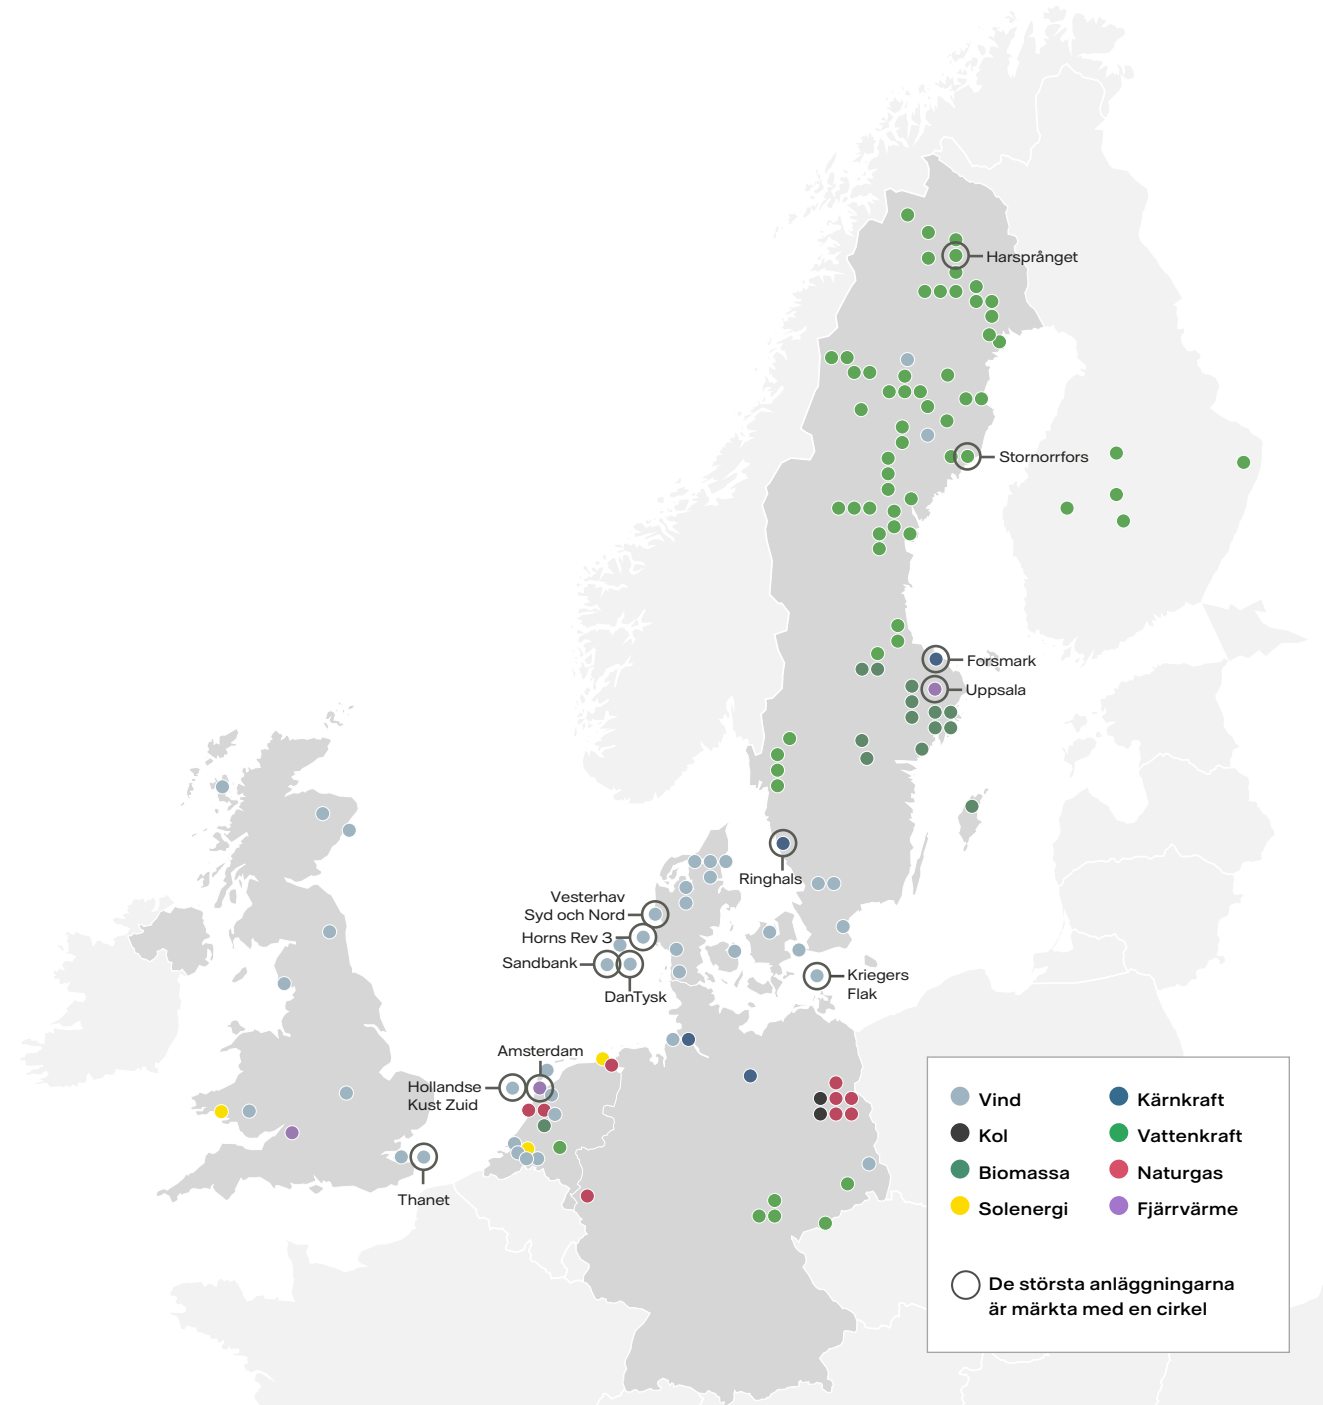 Harsprånget
Stornorrfors
Forsmark
Uppsala
Ringhals
Vesterhav
Syd och Nord
Horns Rev 3
Sandbank
DanTysk
Kriegers
Flak
Amsterdam
Hollandse
Kust Zuid
Thanet
Vind
Kärnkraft
Kol
Vattenkraft
Biomassa
Naturgas
Solenergi
Fjärrvärme
De största anläggningarna
är märkta med en cirkel